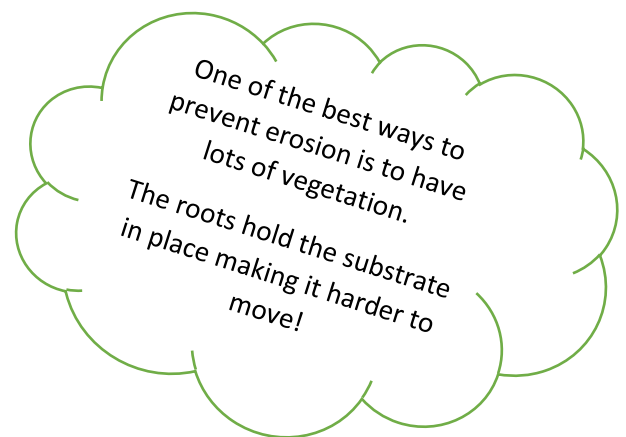 One of the best ways to
prevent erosion is to have
lots of vegetation.
The roots hold the substrate
in place making it harder to
move!